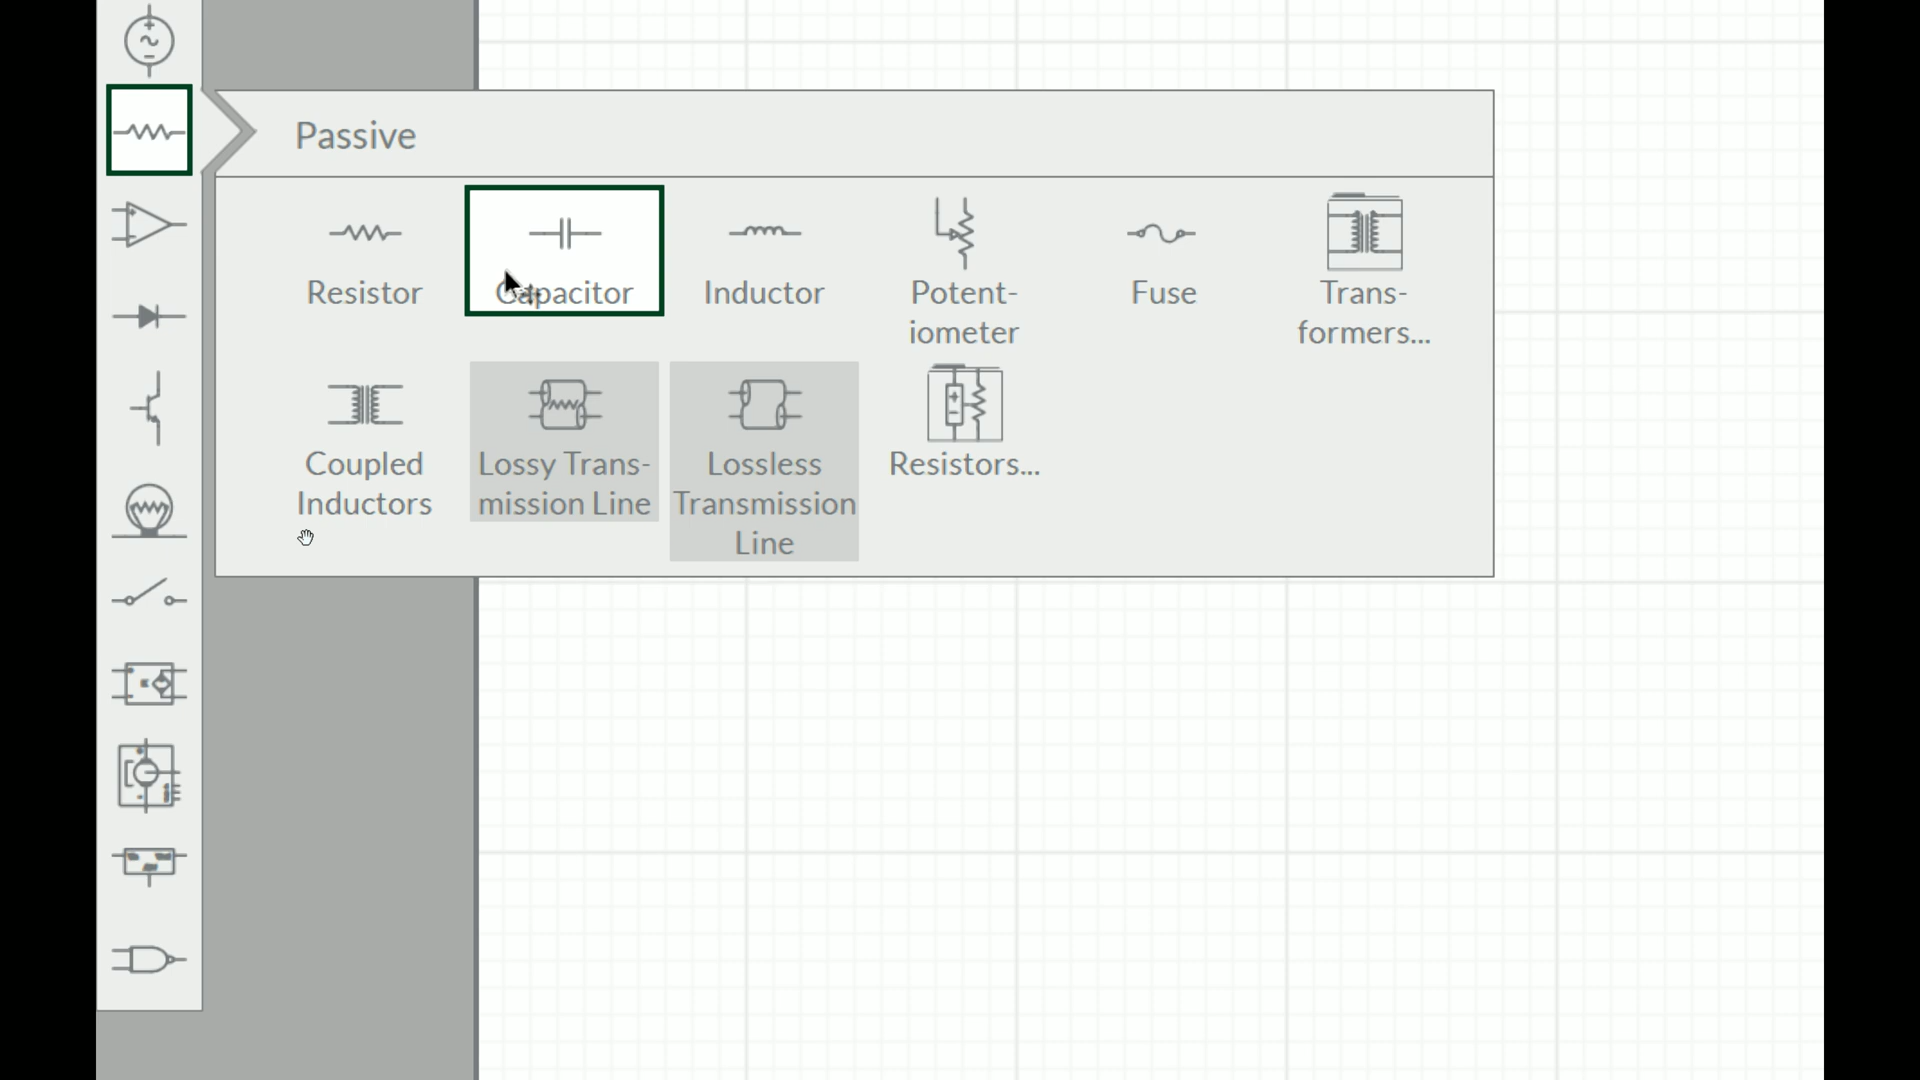 Passive
Resistor
Capacitor
Inductor
Potent-
iometer
Fuse
Trans-
formers...
Coupled
Inductors
Lossy Trans-
mission Line
Lossless
Transmission
Line
Resistors...